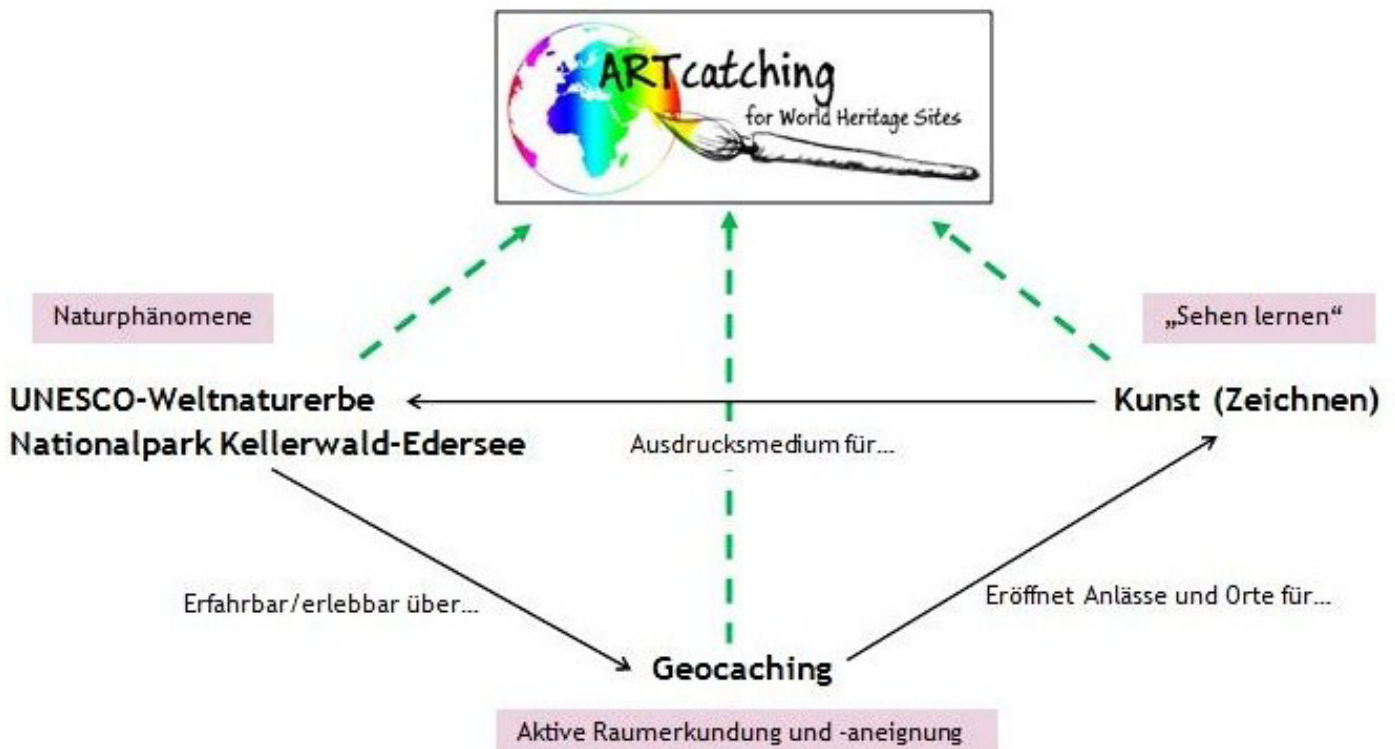 ARTcatching
for World Heritage Sites
Naturphänomene
„Sehen lernen“
UNESCO-Weltnaturerbe
Nationalpark Kellerwald-Edersee
Kunst (Zeichnen)
Ausdrucksmedium für...
Erfahrbar/erlebbar über...
Eröffnet Anlässe und Orte für...
Geocaching
Aktive Raumerkundung und -aneignung